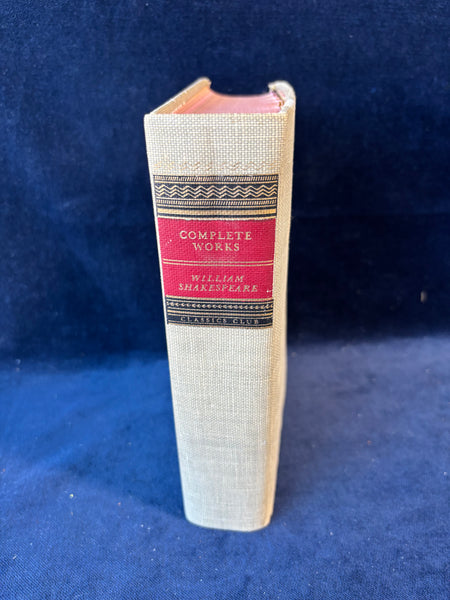 COMPLETE
WORKS
WILLIAM
SHAKESPEARE
CLASSICS CLUB